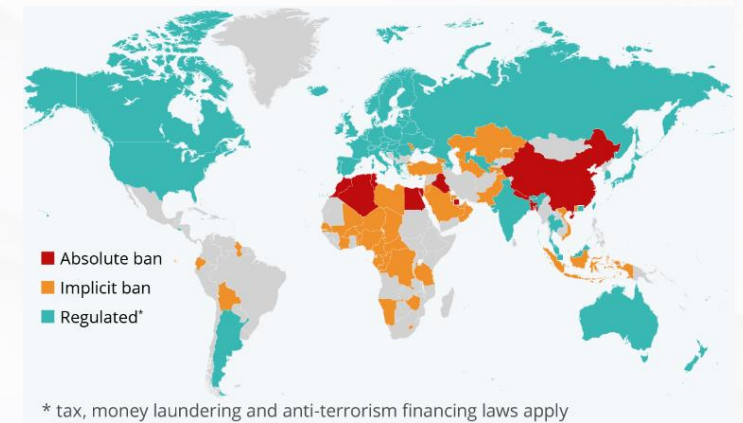 Absolute ban
Implicit ban
Regulated*
* tax, money laundering and anti-terrorism financing laws apply